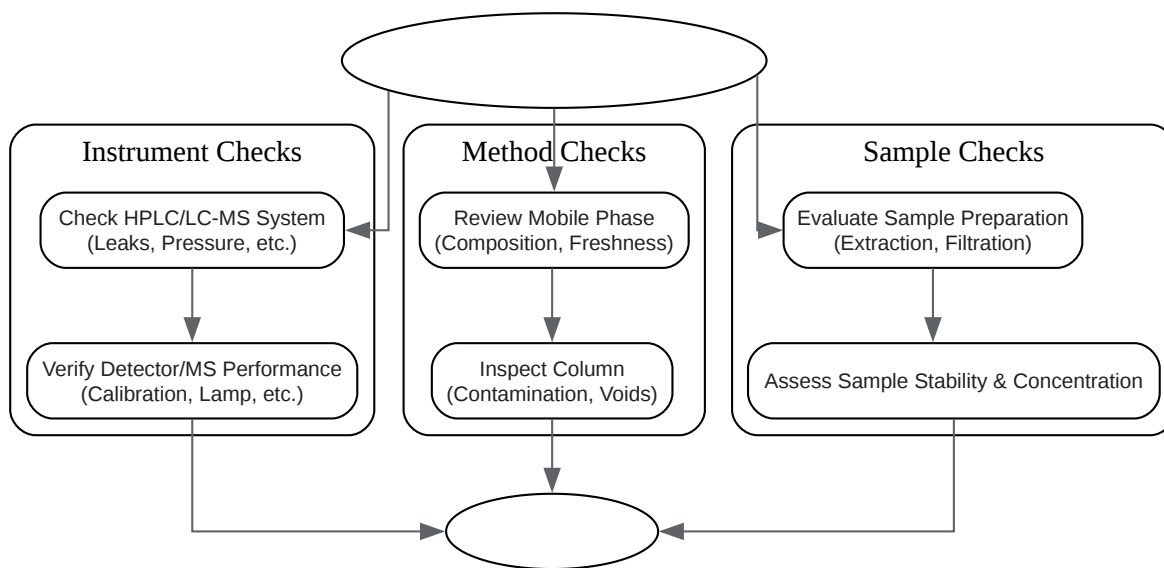 Instrument Checks
Check HPLC/LC-MS System
(Leaks, Pressure, etc.)
Verify Detector/MS Performance
(Calibration, Lamp, etc.)
Method Checks
Review Mobile Phase
(Composition, Freshness)
Inspect Column
(Contamination, Voids)
Sample Checks
Evaluate Sample Preparation
(Extraction, Filtration)
Assess Sample Stability & Concentration